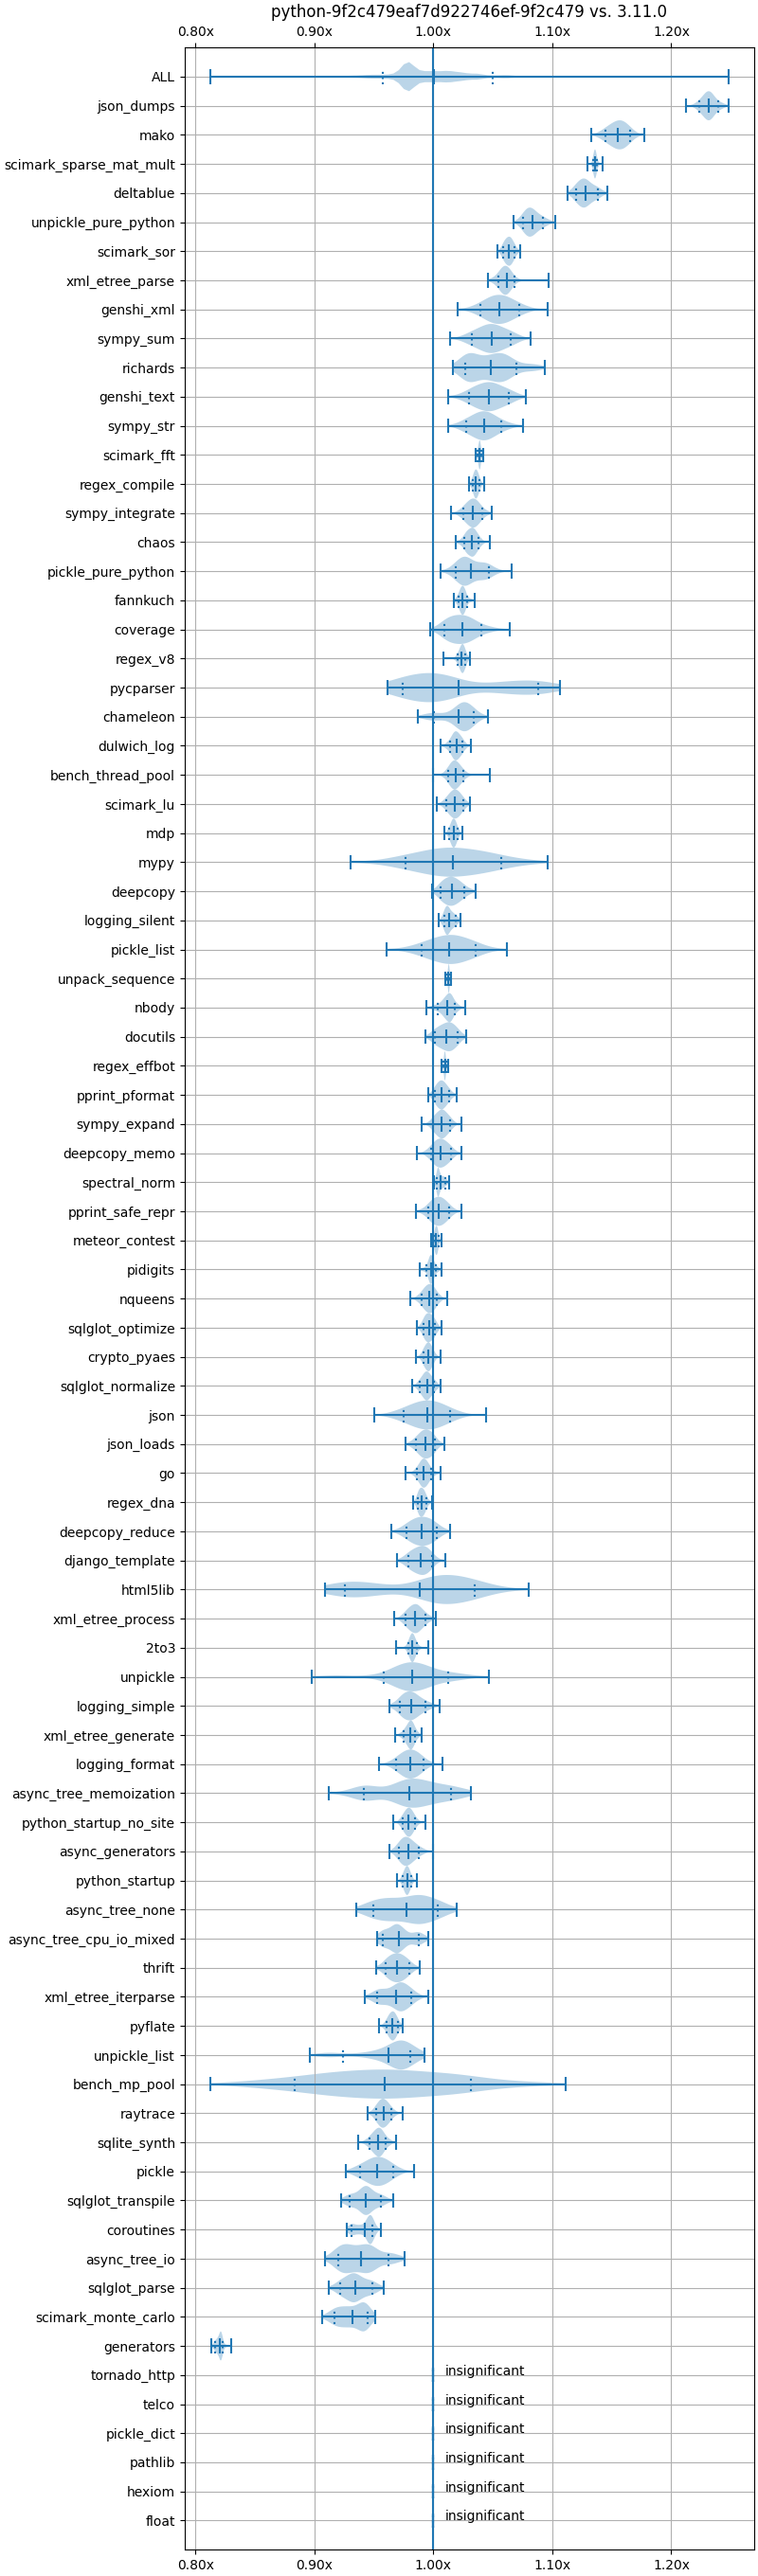 python-9f2c479eaf7d922746ef-9f2c479 vs. 3.11.0
0.80x 0.90x 1.00x 1.10x 1.20x
ALL
json_dumps
mako
scimark_sparse_mat_mult
deltablue
unpickle_pure_python
scimark_sor
xml_etree_parse
genshi_xml
sympy_sum
richards
genshi_text
sympy_str
scimark_fft
regex_compile
sympy_integrate
chaos
pickle_pure_python
fannkuch
coverage
regex_v8
pycparser
chameleon
dulwich_log
bench_thread_pool
scimark_lu
mdp
mypy
deepcopy
logging_silent
pickle_list
unpack_sequence
nbody
docutils
regex_effbot
pprint_pformat
sympy_expand
deepcopy_memo
spectral_norm
pprint_safe_repr
meteor_contest
pidigits
nqueens
sqlglot_optimize
crypto_pyaes
sqlglot_normalize
json
json_loads
go
regex_dna
deepcopy_reduce
django_template
html5lib
xml_etree_process
2to3
unpickle
logging_simple
xml_etree_generate
logging_format
async_tree_memoization
python_startup_no_site
async_generators
python_startup
async_tree_none
async_tree_cpu_io_mixed
thrift
xml_etree_iterparse
pyflate
unpickle_list
bench_mp_pool
raytrace
sqlite_synth
pickle
sqlglot_transpile
coroutines
async_tree_io
sqlglot_parse
scimark_monte_carlo
generators
tornado_http insignificant
telco insignificant
pickle_dict insignificant
pathlib insignificant
hexiom insignificant
float insignificant
0.80x 0.90x 1.00x 1.10x 1.20x